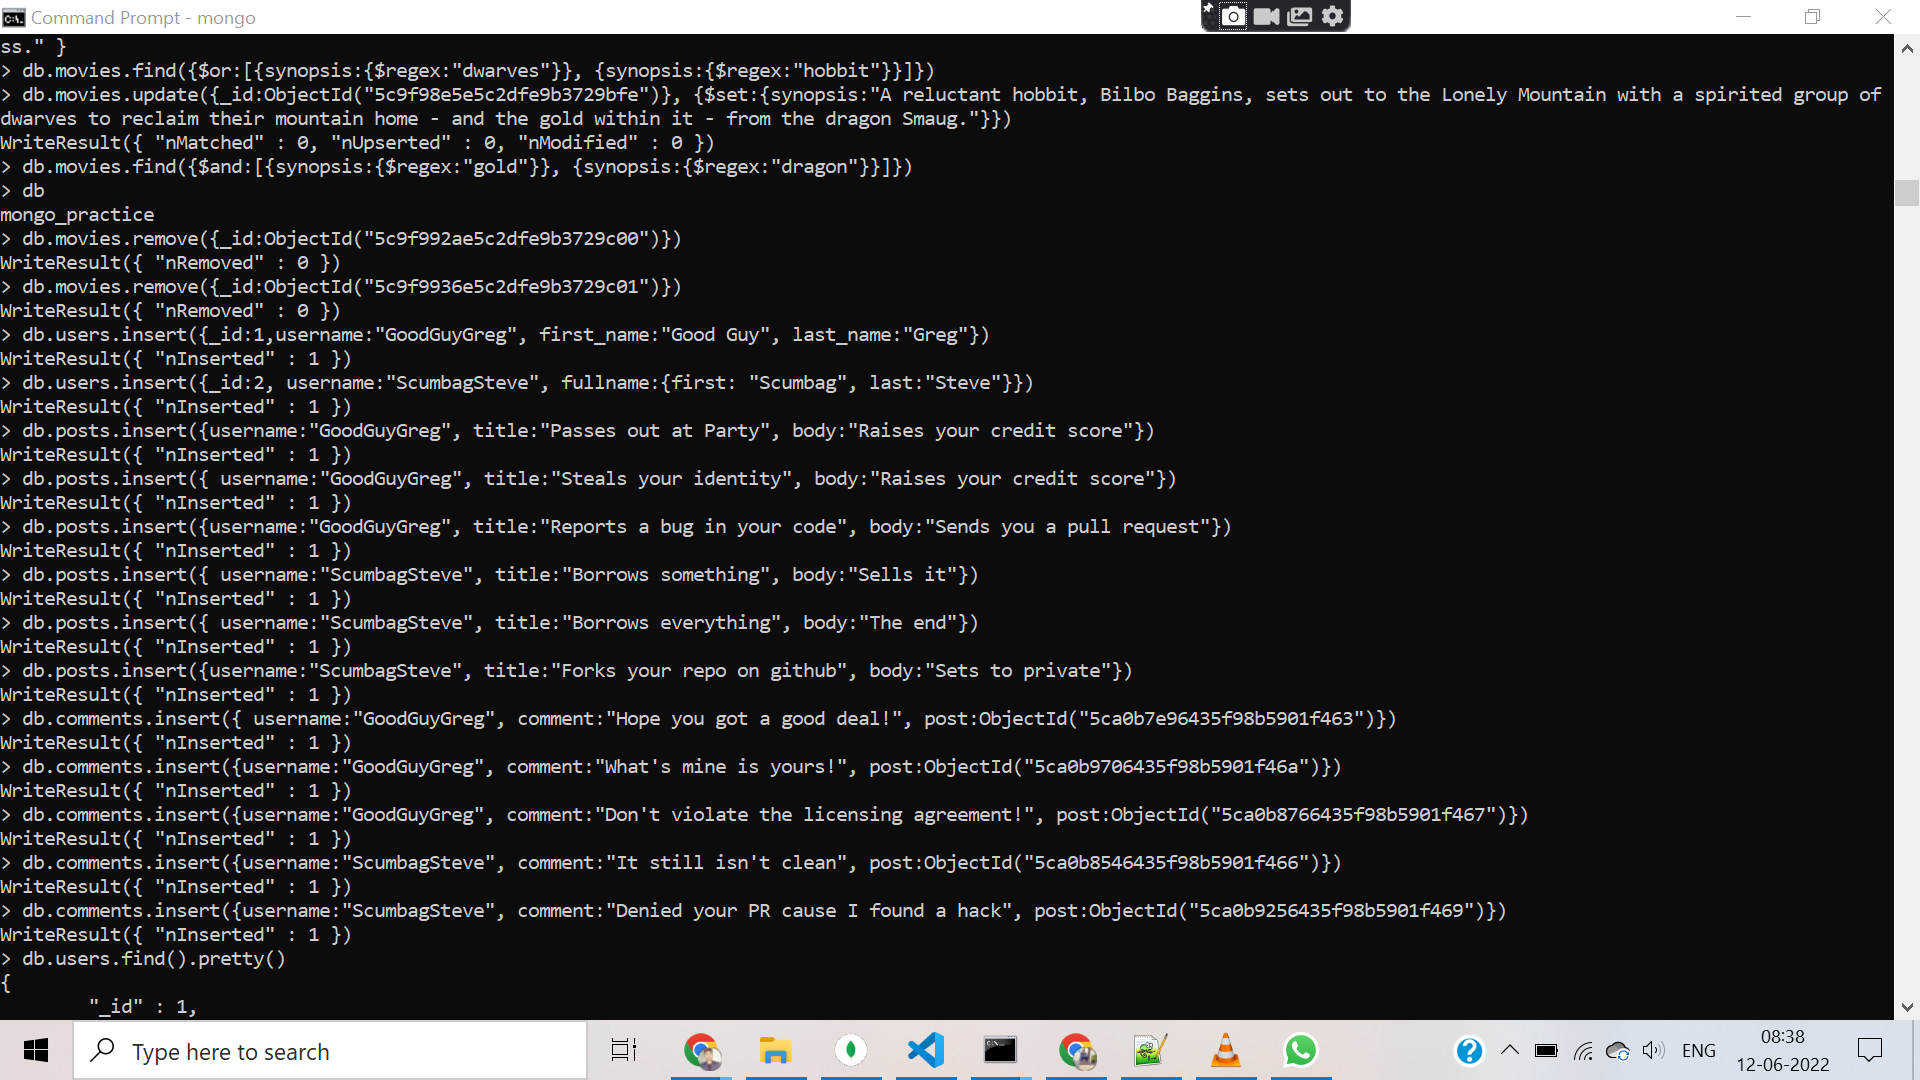 Command Prompt - mongo
ss." }
> db.movies.find({$or:[{synopsis:{$regex:"dwarves"}}, {synopsis:{$regex:"hobbit"}}]})
> db.movies.update({_id:ObjectId("5c9f98e5e5c2dfe9b3729bfe")}, {$set:{synopsis:"A reluctant hobbit, Bilbo Baggins, sets out to the Lonely Mountain with a spirited group of
dwarves to reclaim their mountain home - and the gold within it - from the dragon Smaug."}})
WriteResult({ "nMatched" : 0, "nUpserted" : 0, "nModified" : 0 })
> db.movies.find({$and:[{synopsis:{$regex:"gold"}}, {synopsis:{$regex:"dragon"}}]})
> db
mongo_practice
> db.movies.remove({_id:ObjectId("5c9f992ae5c2dfe9b3729c00")})
WriteResult({ "nRemoved" : 0 })
> db.movies.remove({_id:ObjectId("5c9f9936e5c2dfe9b3729c01")})
WriteResult({ "nRemoved" : 0 })
> db.users.insert({_id:1,username:"GoodGuyGreg", first_name:"Good Guy", last_name:"Greg"})
WriteResult({ "nInserted" : 1 })
> db.users.insert({_id:2, username:"ScumbagSteve", fullname:{first: "Scumbag", last:"Steve"}})
WriteResult({ "nInserted" : 1 })
> db.posts.insert({username:"GoodGuyGreg", title:"Passes out at Party", body:"Raises your credit score"})
WriteResult({ "nInserted" : 1 })
> db.posts.insert({ username:"GoodGuyGreg", title:"Steals your identity", body:"Raises your credit score"})
WriteResult({ "nInserted" : 1 })
> db.posts.insert({username:"GoodGuyGreg", title:"Reports a bug in your code", body:"Sends you a pull request"})
WriteResult({ "nInserted" : 1 })
> db.posts.insert({ username:"ScumbagSteve", title:"Borrows something", body:"Sells it"})
WriteResult({ "nInserted" : 1 })
> db.posts.insert({ username:"ScumbagSteve", title:"Borrows everything", body:"The end"})
WriteResult({ "nInserted" : 1 })
> db.posts.insert({username:"ScumbagSteve", title:"Forks your repo on github", body:"Sets to private"})
WriteResult({ "nInserted" : 1 })
> db.comments.insert({ username:"GoodGuyGreg", comment:"Hope you got a good deal!", post:ObjectId("5ca0b7e96435f98b5901f463")})
WriteResult({ "nInserted" : 1 })
> db.comments.insert({username:"GoodGuyGreg", comment:"What's mine is yours!", post:ObjectId("5ca0b9706435f98b5901f46a")})
WriteResult({ "nInserted" : 1 })
> db.comments.insert({username:"GoodGuyGreg", comment:"Don't violate the licensing agreement!", post:ObjectId("5ca0b8766435f98b5901f467")})
WriteResult({ "nInserted" : 1 })
> db.comments.insert({username:"ScumbagSteve", comment:"It still isn't clean", post:ObjectId("5ca0b8546435f98b5901f466")})
WriteResult({ "nInserted" : 1 })
> db.comments.insert({username:"ScumbagSteve", comment:"Denied your PR cause I found a hack", post:ObjectId("5ca0b9256435f98b5901f469")})
WriteResult({ "nInserted" : 1 })
> db.users.find().pretty()
{
"_id" : 1,
Type here to search
ENG
08:38
12-06-2022